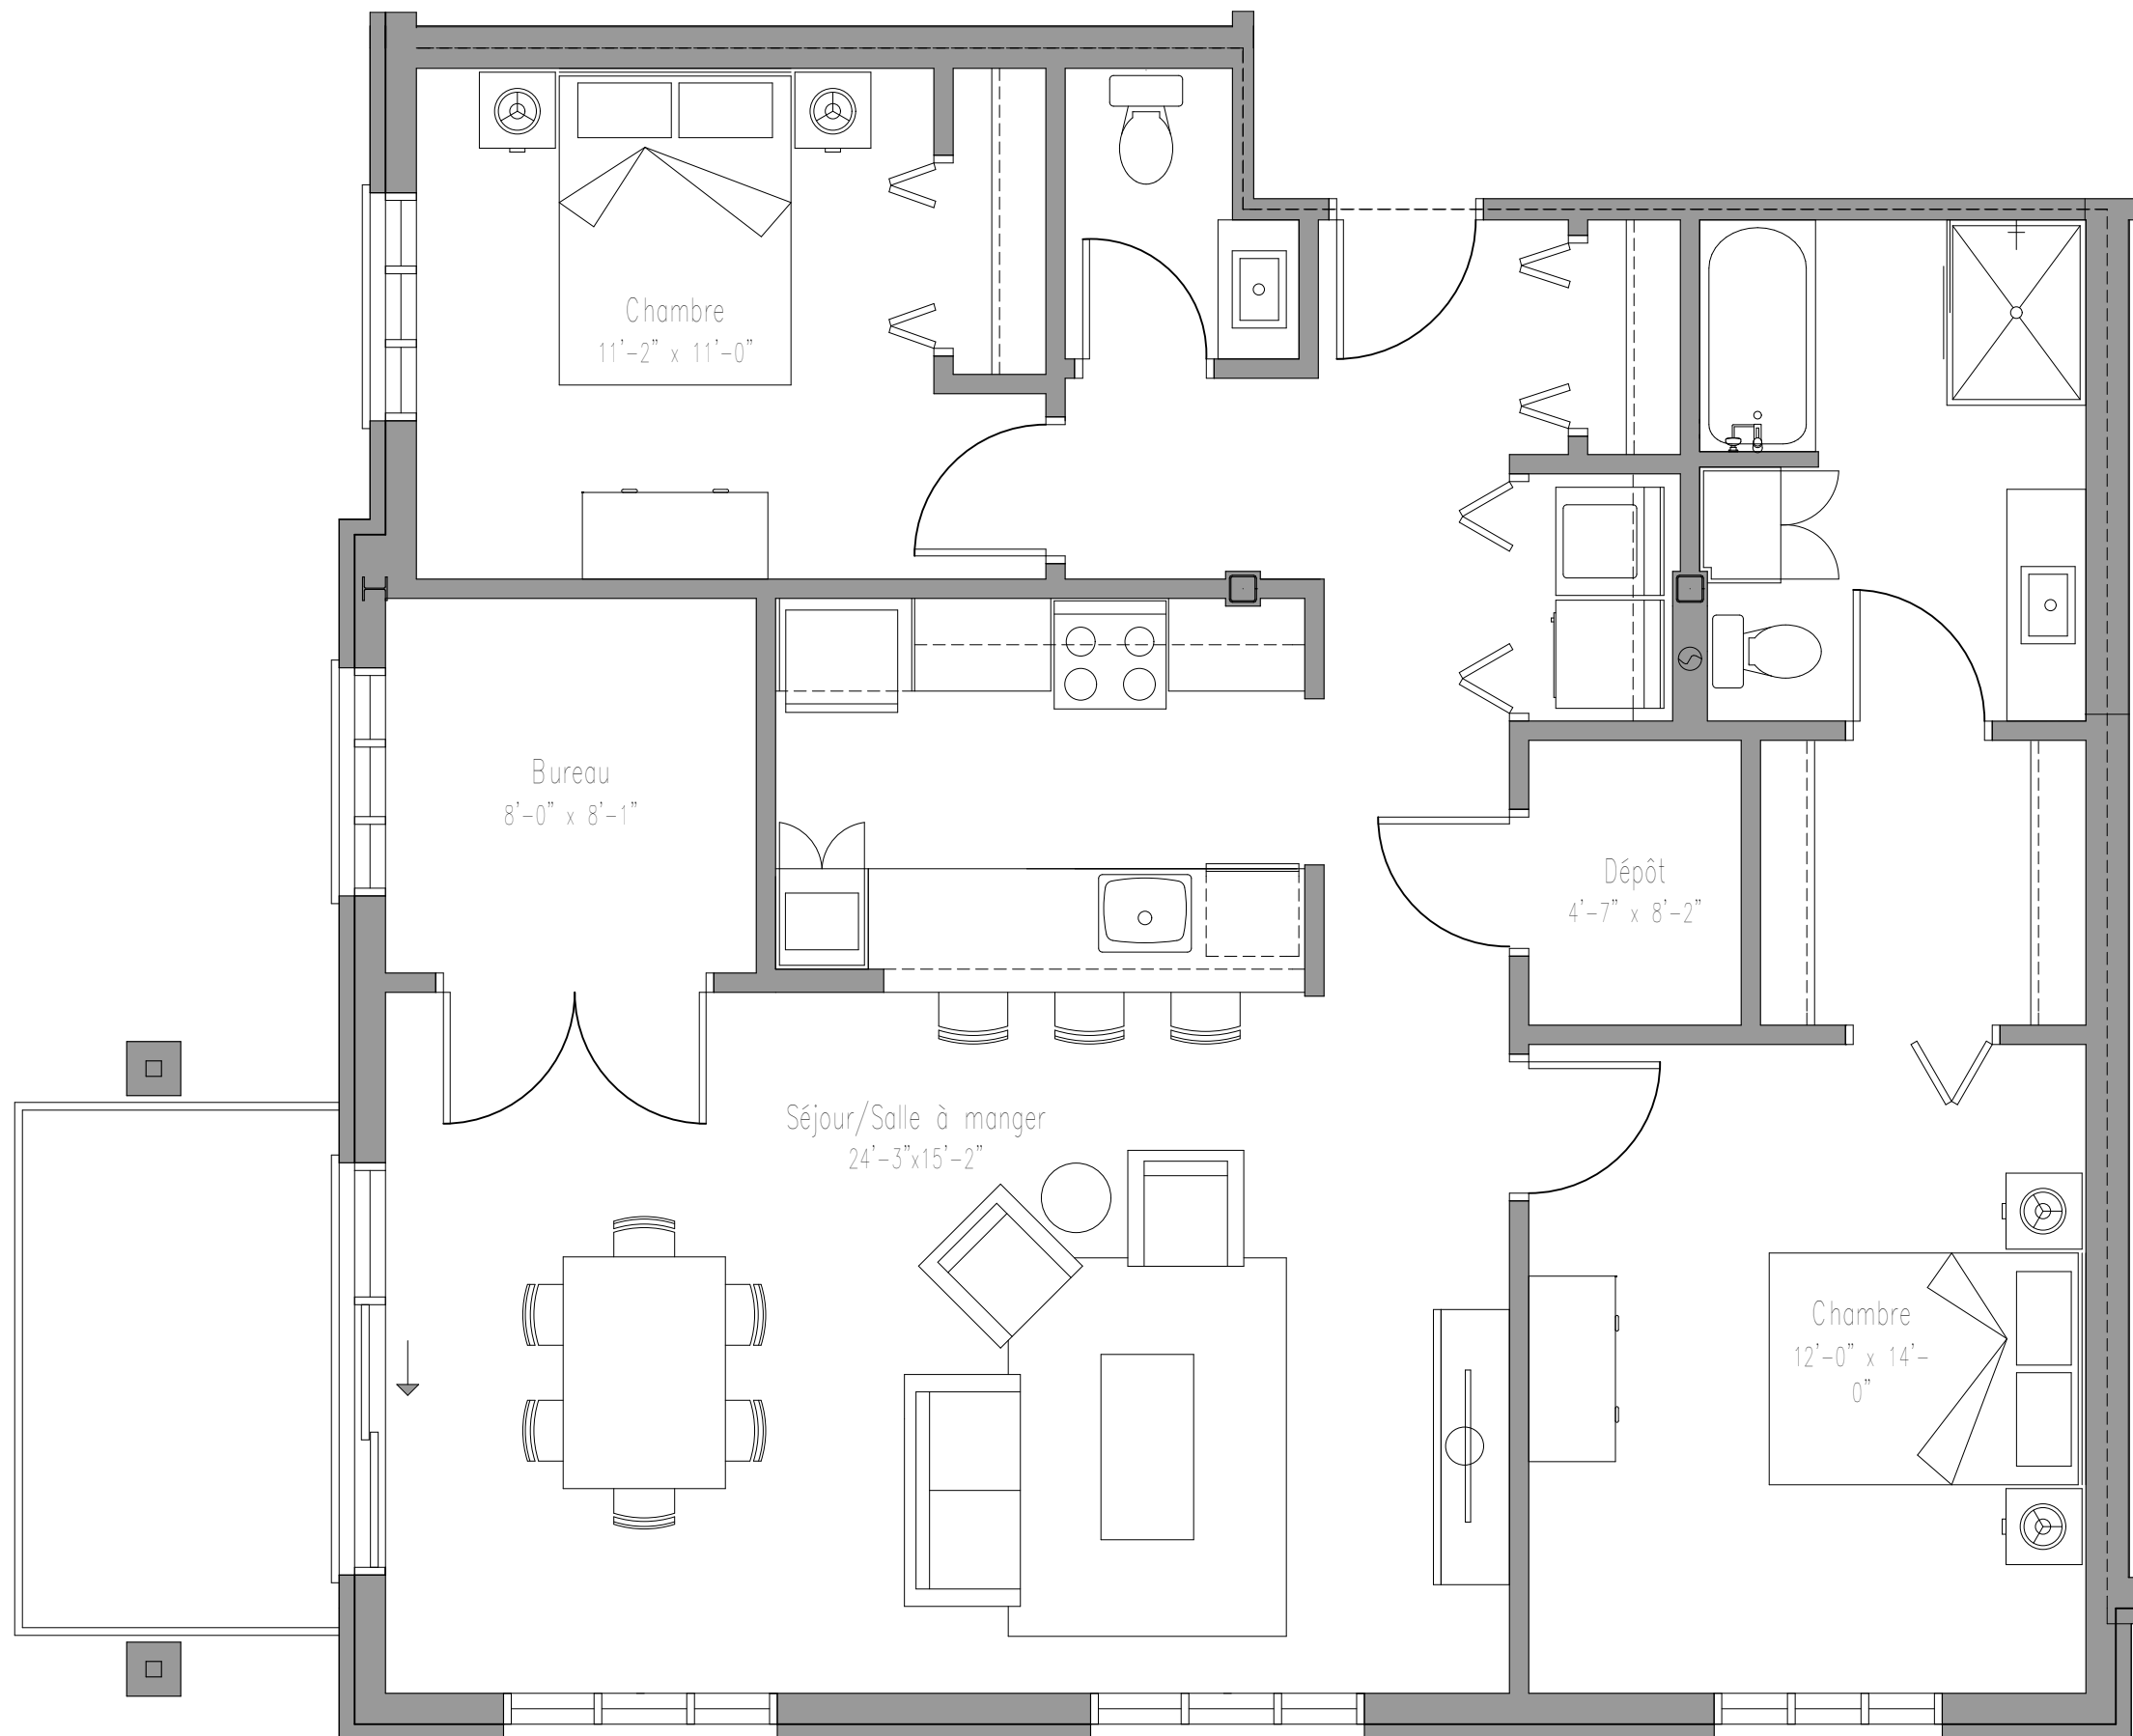 Chambre
11'-2" x 11'-0"
Bureau
8'-0" x 8'-1"
Dépôt
4'-7" x 8'-2"
Séjour/Salle à manger
24'-3"x15'-2"
Chambre
12'-0" x 14'-
0"